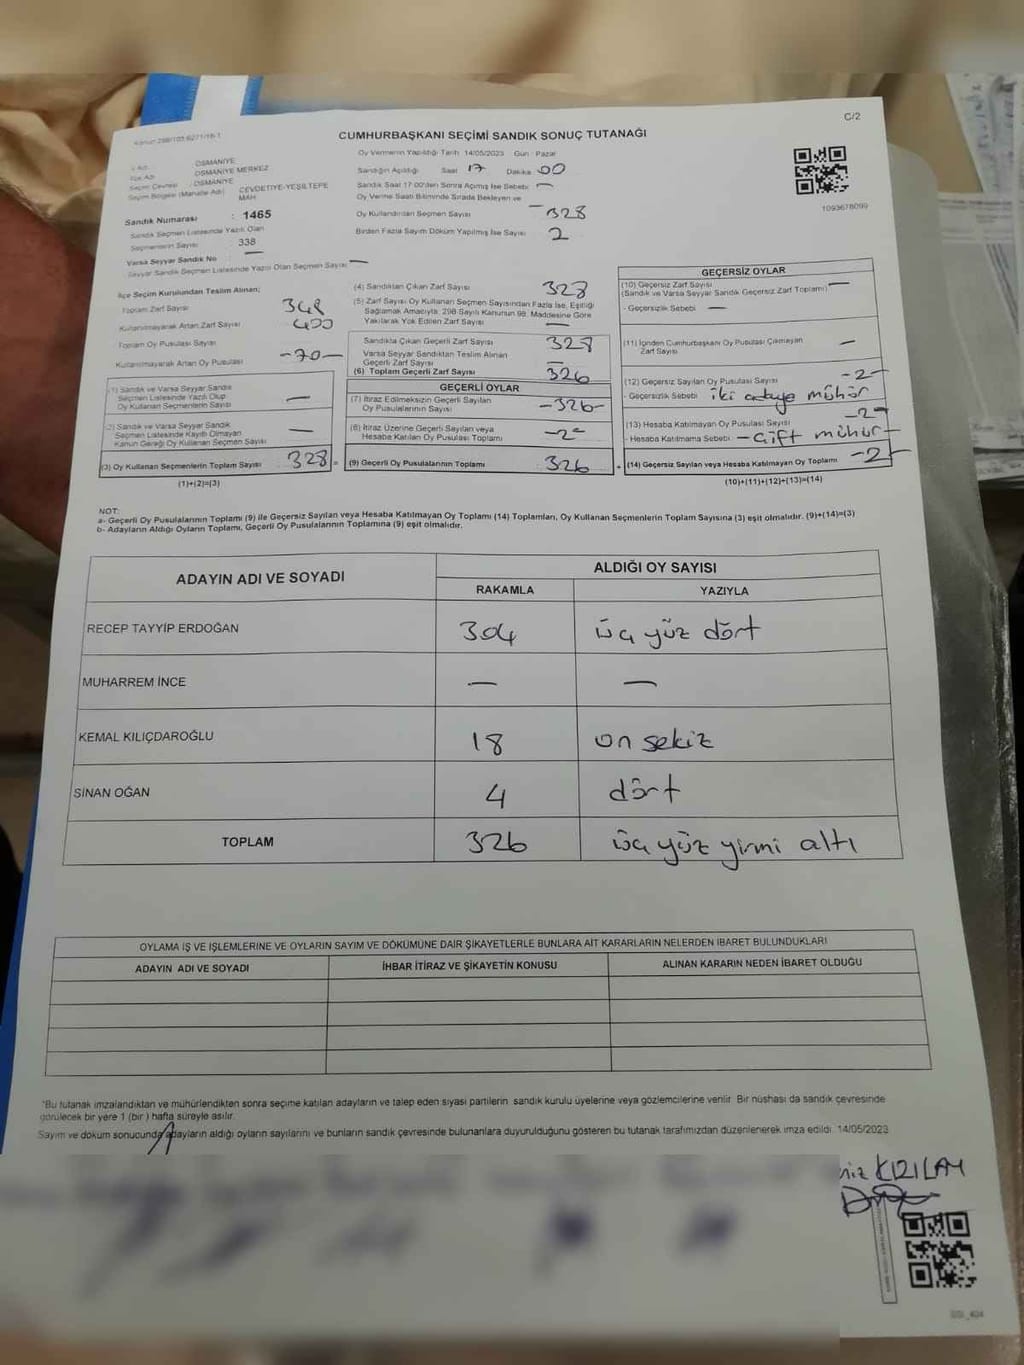 C/2
Kanun 298/105 6271/18-1
CUMHURBAŞKANI SEÇİMİ SANDIK SONUÇ TUTANAĞI
Oy Vermenin Yapıldığı Tarih 14/05/2023 Gün : Pazar
Sandığın Açıldığı Saat 17 Dakika 00
Sandık Saat 17 00'den Sonra Açılmış İse Sebebi —
Oy Verme Saati Bitiminde Sırada Bekleyen ve
Oy Kullandırılan Seçmen Sayısı 328
Birden Fazla Sayım Döküm Yapılmış İse Sayısı 2
1093678099
: OSMANİYE
OSMANİYE MERKEZ
Seçim Çevresi : OSMANİYE
Seçim Bölgesi (Mahalle Adı) : CEVDETİYE-YEŞİLTEPE
MAH
Sandık Numarası : 1465
Sandık Seçmen Listesinde Yazılı Olan
Seçmenlerin Sayısı : 338
Varsa Seyyar Sandık No : —
Seyyar Sandık Seçmen Listesinde Yazılı Olan Seçmen Sayısı : —
İlçe Seçim Kurulundan Teslim Alınan;
Toplam Zarf Sayısı 348
Kullanılmayarak Artan Zarf Sayısı
Toplam Oy Pusulası Sayısı 400
Kullanılmayarak Artan Oy Pusulası -70-
(1) Sandık ve Varsa Seyyar Sandık
Seçmen Listesinde Yazılı Olup
Oy Kullanan Seçmenlerin Sayısı —
(2) Sandık ve Varsa Seyyar Sandık
Seçmen Listesinde Kayıtlı Olmayan
Kanun Gereği Oy Kullanan Seçmen Sayısı —
(3) Oy Kullanan Seçmenlerin Toplam Sayısı 328
(1)+(2)=(3)
(4) Sandıktan Çıkan Zarf Sayısı 328
(5) Zarf Sayısı Oy Kullanan Seçmen Sayısından Fazla İse, Eşitliği
Sağlamak Amacıyla; 298 Sayılı Kanunun 98. Maddesine Göre
Yakılarak Yok Edilen Zarf Sayısı —
Sandıkta Çıkan Geçerli Zarf Sayısı 328
Varsa Seyyar Sandıktan Teslim Alınan
Geçerli Zarf Sayısı —
(6) Toplam Geçerli Zarf Sayısı 326
GEÇERLİ OYLAR
(7) İtiraz Edilmeksizin Geçerli Sayılan
Oy Pusulalarının Sayısı -326-
(8) İtiraz Üzerine Geçerli Sayılan veya
Hesaba Katılan Oy Pusulası Toplamı -2-
(9) Geçerli Oy Pusulalarının Toplamı 326
GEÇERSİZ OYLAR
(10) Geçersiz Zarf Sayısı
(Sandık ve Varsa Seyyar Sandık Geçersiz Zarf Toplamı) —
- Geçersizlik Sebebi —
(11) İçinden Cumhurbaşkanı Oy Pusulası Çıkmayan
Zarf Sayısı —
(12) Geçersiz Sayılan Oy Pusulası Sayısı -2-
- Geçersizlik Sebebi iki adaya mühür
(13) Hesaba Katılmayan Oy Pusulası Sayısı -2-
- Hesaba Katılmama Sebebi - Çift mühür -
(14) Geçersiz Sayılan veya Hesaba Katılmayan Oy Toplamı -2-
(10)+(11)+(12)+(13)=(14)
NOT:
a- Geçerli Oy Pusulalarının Toplamı (9) ile Geçersiz Sayılan veya Hesaba Katılmayan Oy Toplamı (14) Toplamları, Oy Kullanan Seçmenlerin Toplam Sayısına (3) eşit olmalıdır. (9)+(14)=(3)
b- Adayların Aldığı Oyların Toplamı, Geçerli Oy Pusulalarının Toplamına (9) eşit olmalıdır.
ADAYIN ADI VE SOYADI
ALDIĞI OY SAYISI
RAKAMLA YAZIYLA
RECEP TAYYİP ERDOĞAN 304 üç yüz dört
MUHARREM İNCE — —
KEMAL KILIÇDAROĞLU 18 on sekiz
SİNAN OĞAN 4 dört
TOPLAM 326 üç yüz yirmi altı
OYLAMA İŞ VE İŞLEMLERİNE VE OYLARIN SAYIM VE DÖKÜMÜNE DAİR ŞİKAYETLERLE BUNLARA AİT KARARLARIN NELERDEN İBARET BULUNDUKLARI
ADAYIN ADI VE SOYADI İHBAR İTİRAZ VE ŞİKAYETİN KONUSU ALINAN KARARIN NEDEN İBARET OLDUĞU
*Bu tutanak imzalandıktan ve mühürlendikten sonra seçime katılan adayların ve talep eden siyasi partilerin sandık kurulu üyelerine veya gözlemcilerine verilir. Bir nüshası da sandık çevresinde
görülecek bir yere 1 (bir) hafta süreyle asılır.
Sayım ve döküm sonucunda adayların aldığı oyların sayılarını ve bunların sandık çevresinde bulunanlara duyurulduğunu gösteren bu tutanak tarafımızdan düzenlenerek imza edildi. 14/05/2023
KIZILAY